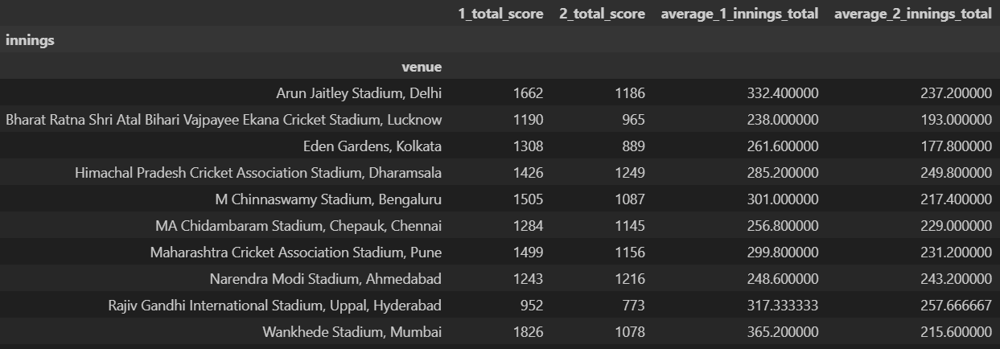 1_total_score 2_total_score average_1_innings_total average_2_innings_total
innings
venue
Arun Jaitley Stadium, Delhi 1662 1186 332.400000 237.200000
Bharat Ratna Shri Atal Bihari Vajpayee Ekana Cricket Stadium, Lucknow 1190 965 238.000000 193.000000
Eden Gardens, Kolkata 1308 889 261.600000 177.800000
Himachal Pradesh Cricket Association Stadium, Dharamsala 1426 1249 285.200000 249.800000
M Chinnaswamy Stadium, Bengaluru 1505 1087 301.000000 217.400000
MA Chidambaram Stadium, Chepauk, Chennai 1284 1145 256.800000 229.000000
Maharashtra Cricket Association Stadium, Pune 1499 1156 299.800000 231.200000
Narendra Modi Stadium, Ahmedabad 1243 1216 248.600000 243.200000
Rajiv Gandhi International Stadium, Uppal, Hyderabad 952 773 317.333333 257.666667
Wankhede Stadium, Mumbai 1826 1078 365.200000 215.600000